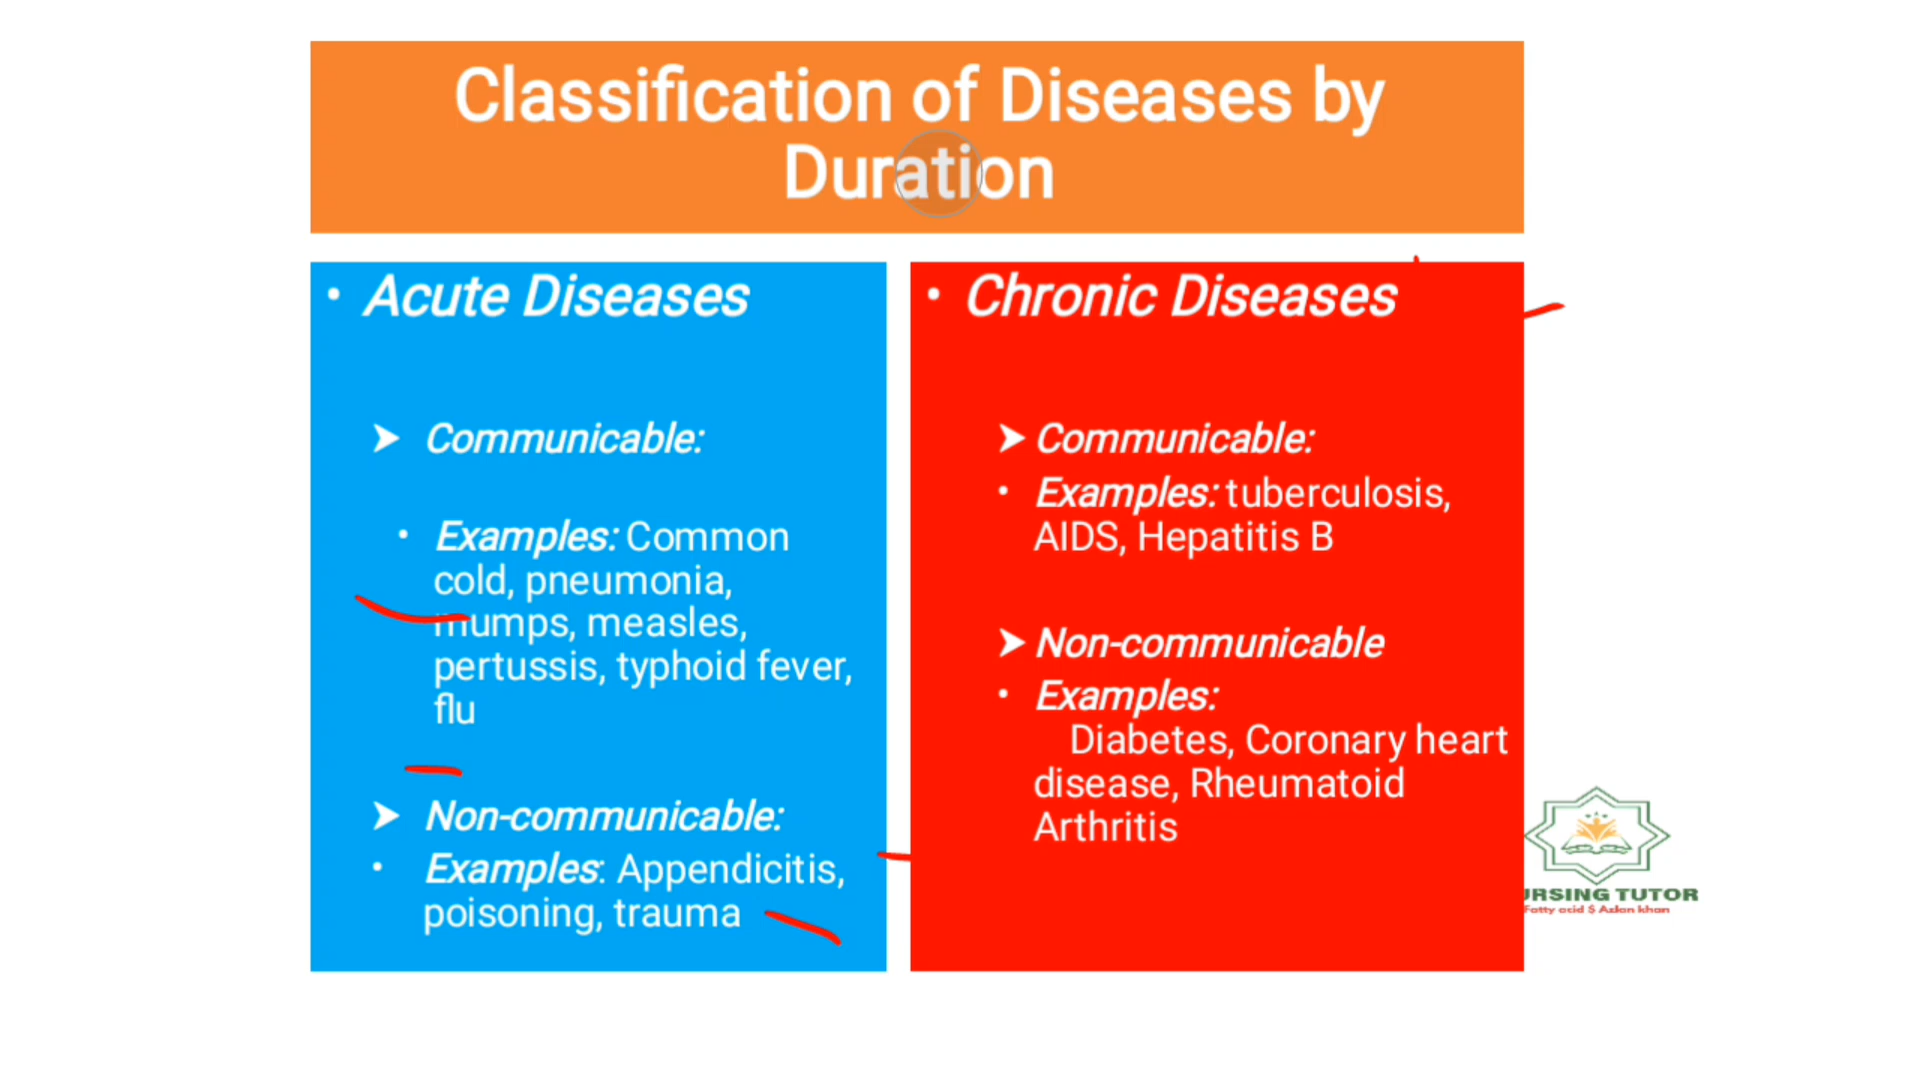 Classification of Diseases by
Duration
• Acute Diseases
➤ Communicable:
• Examples: Common
cold, pneumonia,
mumps, measles,
pertussis, typhoid fever,
flu
➤ Non-communicable:
• Examples: Appendicitis,
poisoning, trauma
• Chronic Diseases
➤ Communicable:
• Examples: tuberculosis,
AIDS, Hepatitis B
➤ Non-communicable
• Examples:
Diabetes, Coronary heart
disease, Rheumatoid
Arthritis
URSING TUTOR
Fatty acid $ Azlan khan